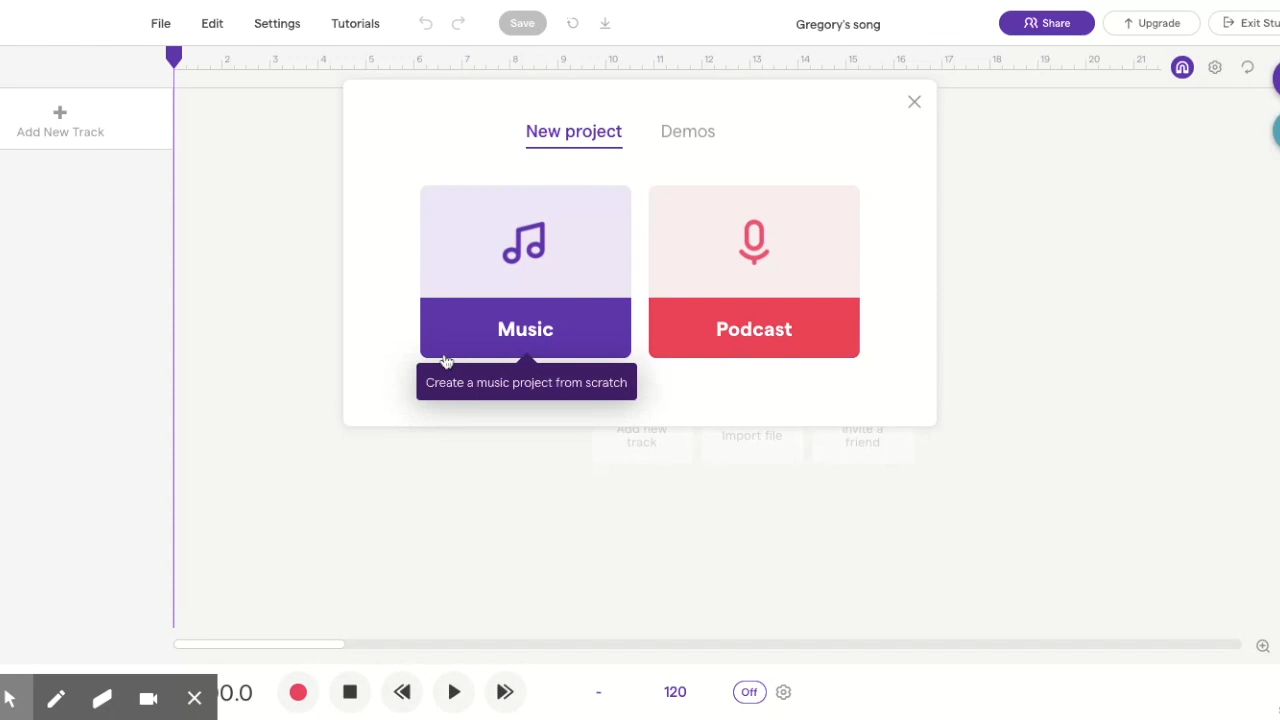 File Edit Settings Tutorials Save Gregory's song Share Upgrade Exit Stu
2 3 4 5 6 7 8 9 10 11 12 13 14 15 16 17 18 19 20 21
Add New Track
New project Demos
Music Podcast
Create a music project from scratch
Add new
track
Import file
Invite a
friend
00.0 - 120 Off